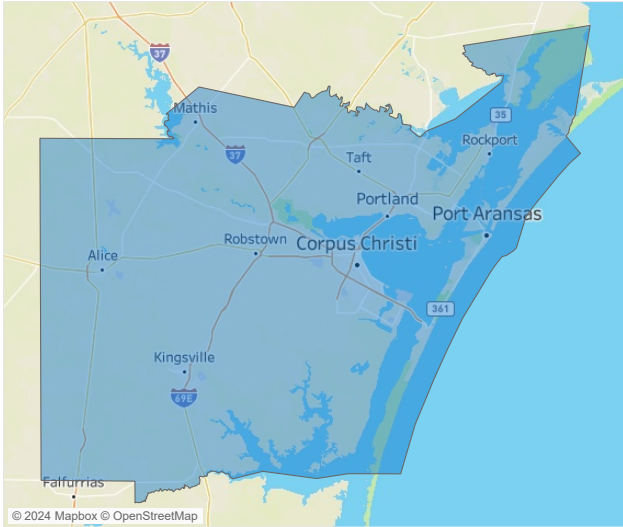 37
Mathis
35
37
Taft
Rockport
Portland
Port Aransas
Robstown
Corpus Christi
Alice
361
Kingsville
69E
Falfurrias
© 2024 Mapbox © OpenStreetMap